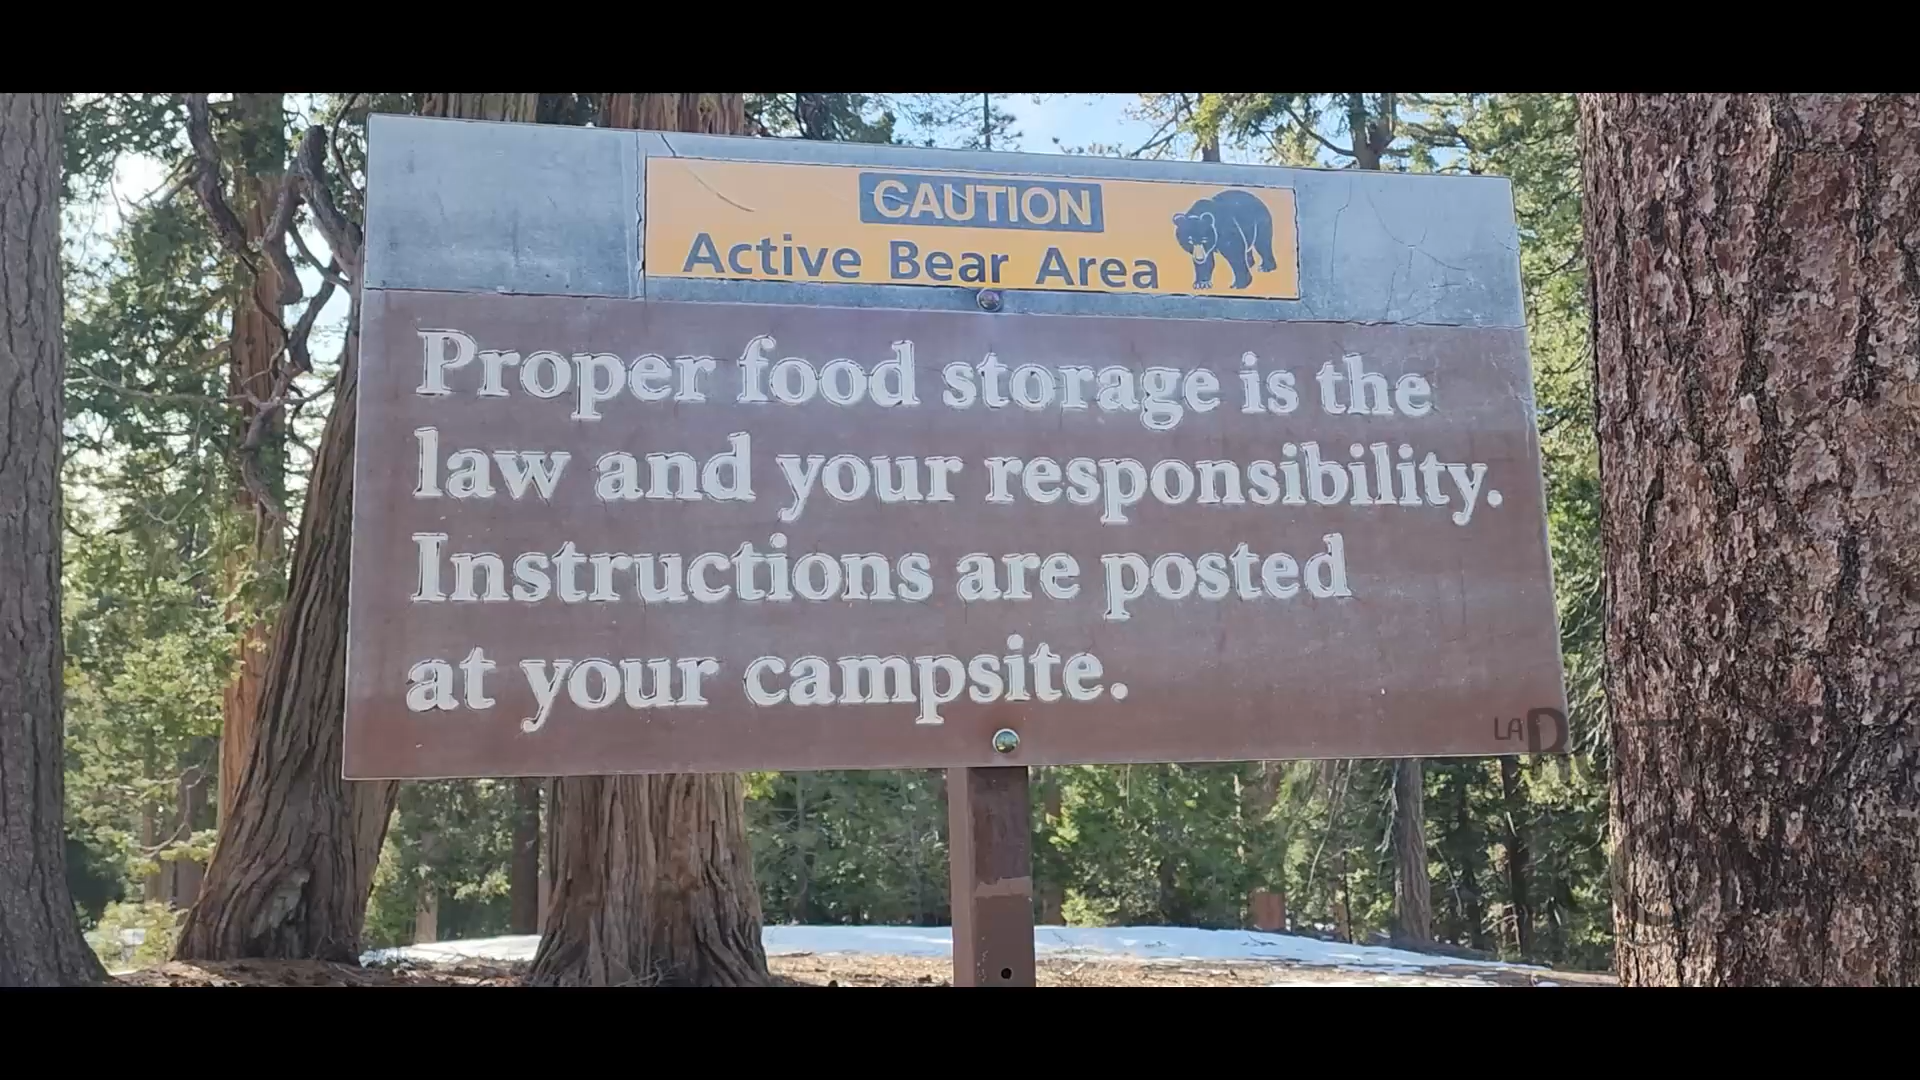 CAUTION
Active Bear Area
Proper food storage is the
law and your responsibility.
Instructions are posted
at your campsite.
LA